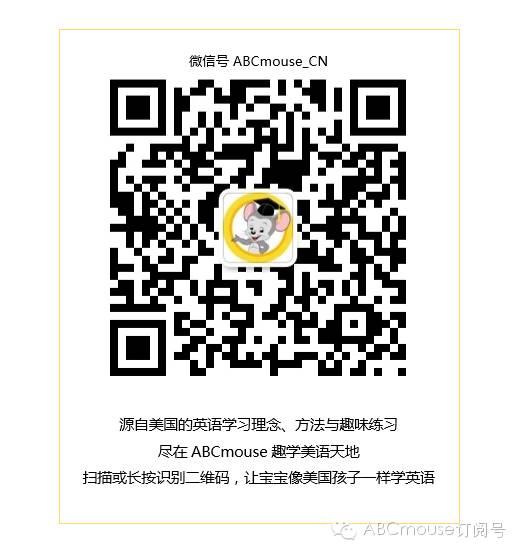 微信号 ABCmouse_CN
源自美国的英语学习理念、方法与趣味练习
尽在 ABCmouse 趣学美语天地
扫描或长按识别二维码，让宝宝像美国孩子一样学英语
ABCmouse订阅号